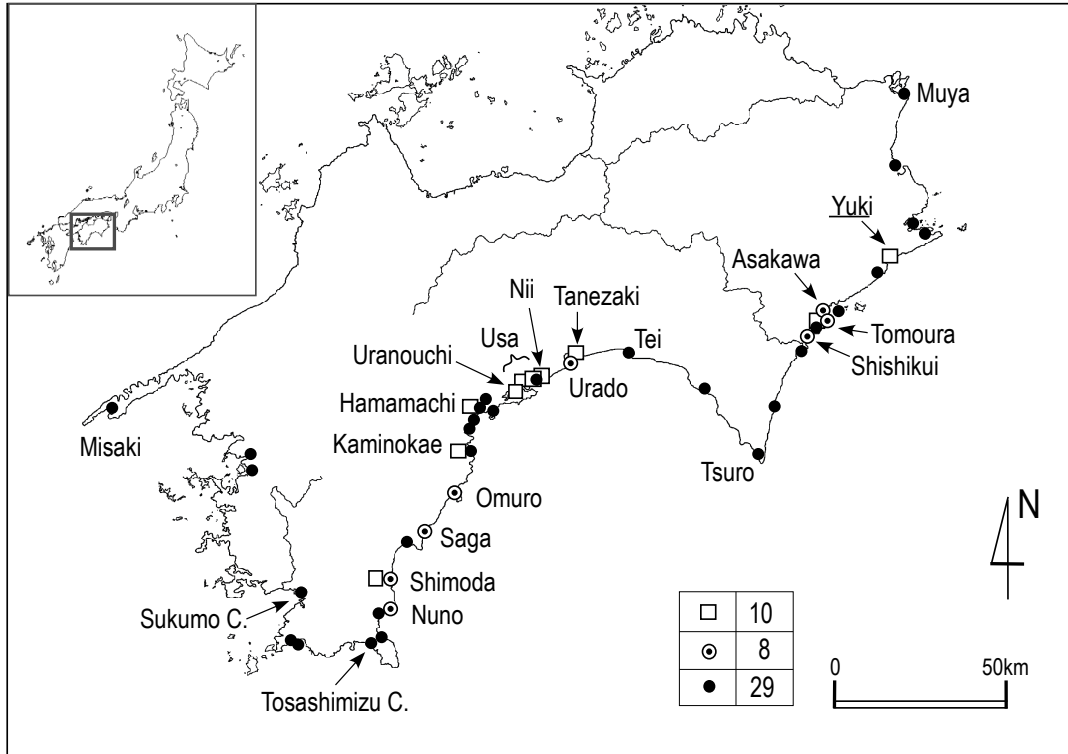 Muya
Yuki
Asakawa
Nii
Tanezaki
Usa
Tei
Tomoura
Uranouchi
Urado
Shishikui
Hamamachi
Misaki
Kaminokae
Tsuro
Omuro
N
Saga
Shimoda
Sukumo C.
Nuno
10
8
29
0
50km
Tosashimizu C.